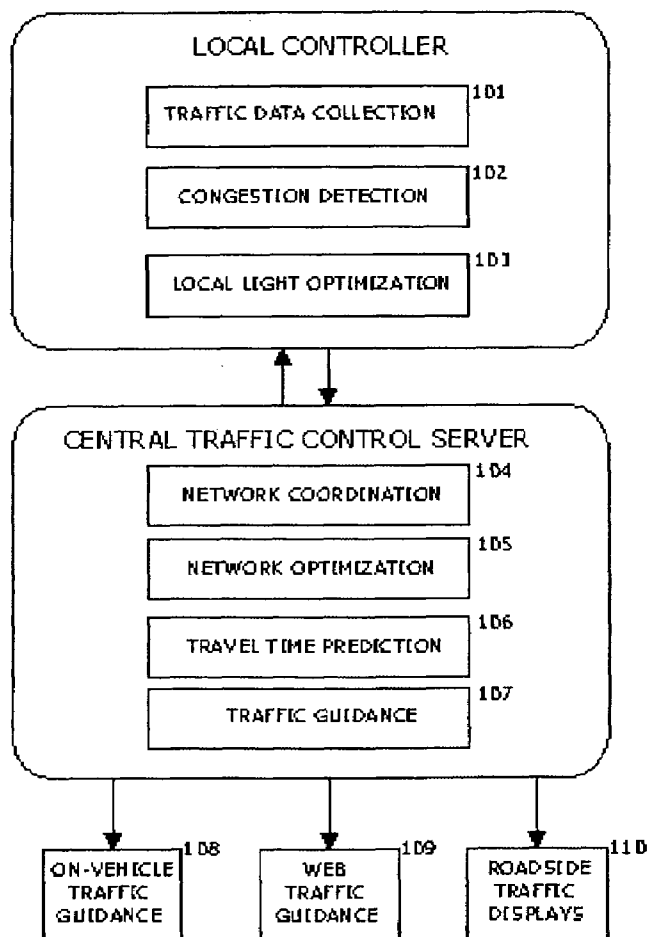 LOCAL CONTROLLER
101
TRAFFIC DATA COLLECTION
102
CONGESTION DETECTION
103
LOCAL LIGHT OPTIMIZATION
CENTRAL TRAFFIC CONTROL SERVER
104
NETWORK COORDINATION
105
NETWORK OPTIMIZATION
106
TRAVEL TIME PREDICTION
107
TRAFFIC GUIDANCE
108
ON-VEHICLE
TRAFFIC
GUIDANCE
109
WEB
TRAFFIC
GUIDANCE
110
ROADSIDE
TRAFFIC
DISPLAYS